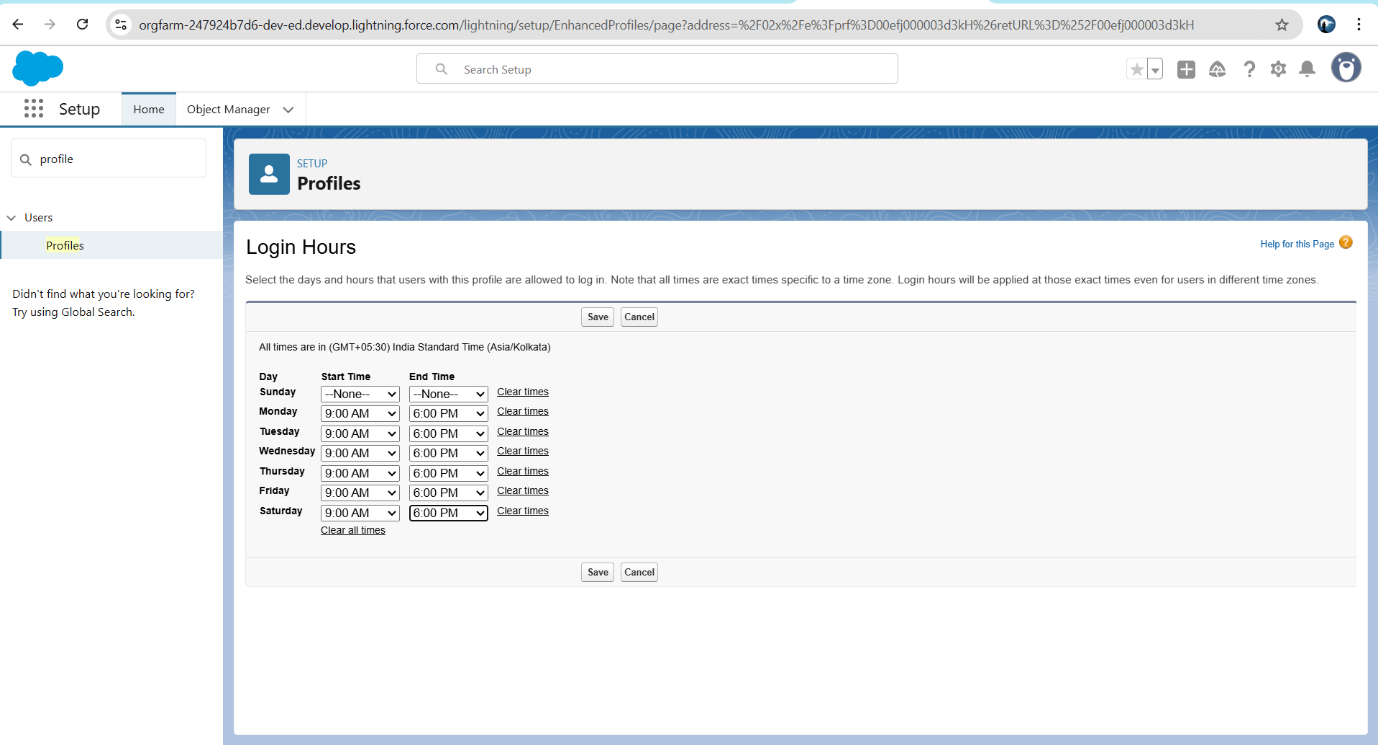 orgfarm-247924b7d6-dev-ed.develop.lightning.force.com/lightning/setup/EnhancedProfiles/page?address=%2F02x%2Fe%3Fprf%3D00efj000003d3kH%26retURL%3D%252F00efj000003d3kH
Search Setup
Setup Home Object Manager
profile
Users
Profiles
Didn't find what you're looking for?
Try using Global Search.
SETUP
Profiles
Login Hours
Help for this Page ?
Select the days and hours that users with this profile are allowed to log in. Note that all times are exact times specific to a time zone. Login hours will be applied at those exact times even for users in different time zones.
Save Cancel
All times are in (GMT+05:30) India Standard Time (Asia/Kolkata)
Day Start Time End Time
Sunday --None-- --None-- Clear times
Monday 9:00 AM 6:00 PM Clear times
Tuesday 9:00 AM 6:00 PM Clear times
Wednesday 9:00 AM 6:00 PM Clear times
Thursday 9:00 AM 6:00 PM Clear times
Friday 9:00 AM 6:00 PM Clear times
Saturday 9:00 AM 6:00 PM Clear times
Clear all times
Save Cancel